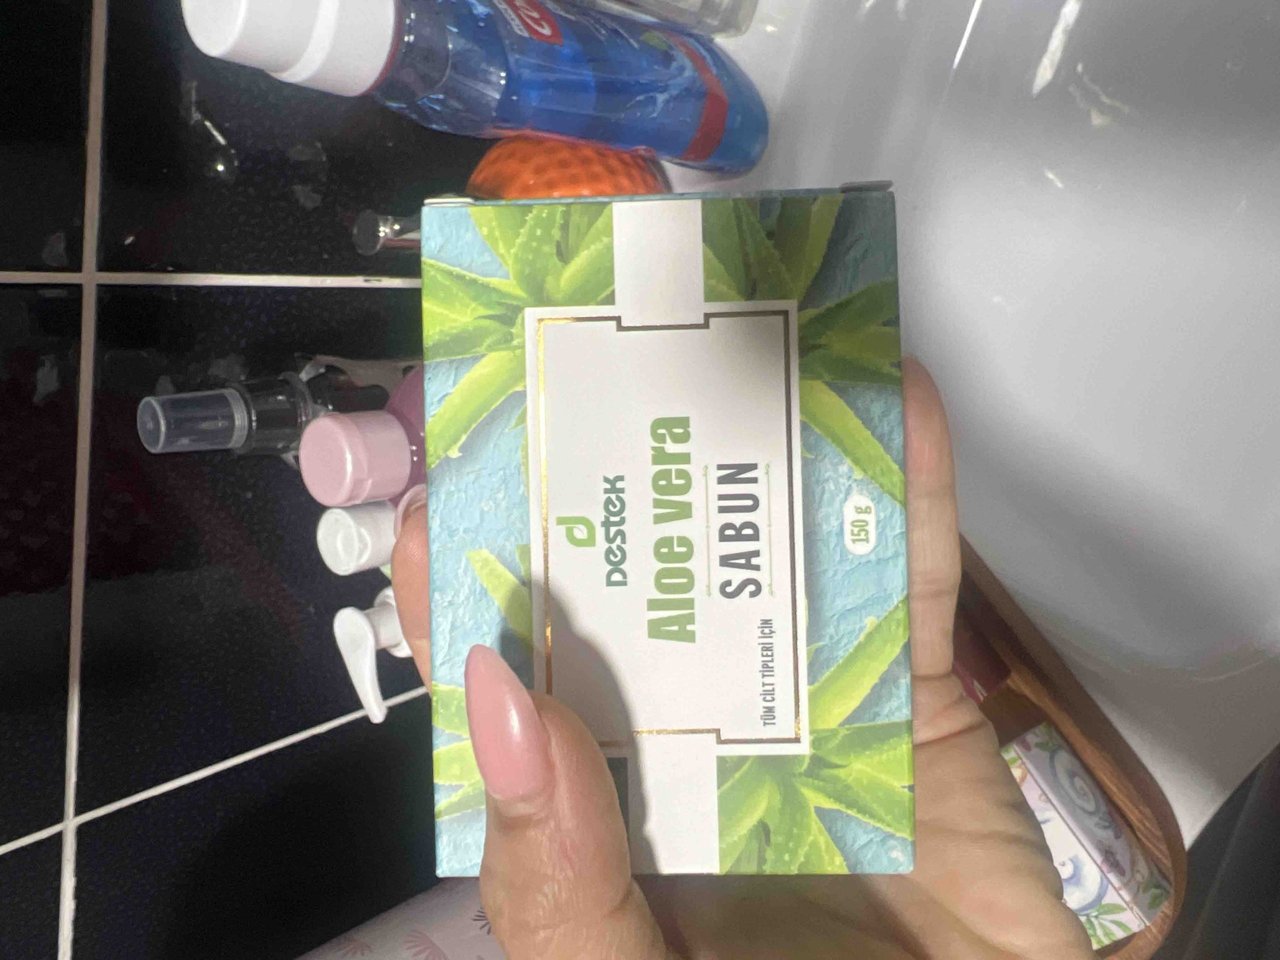 Destek
Aloe vera
SABUN
TÜM CİLT TİPLERİ İÇİN
150 g